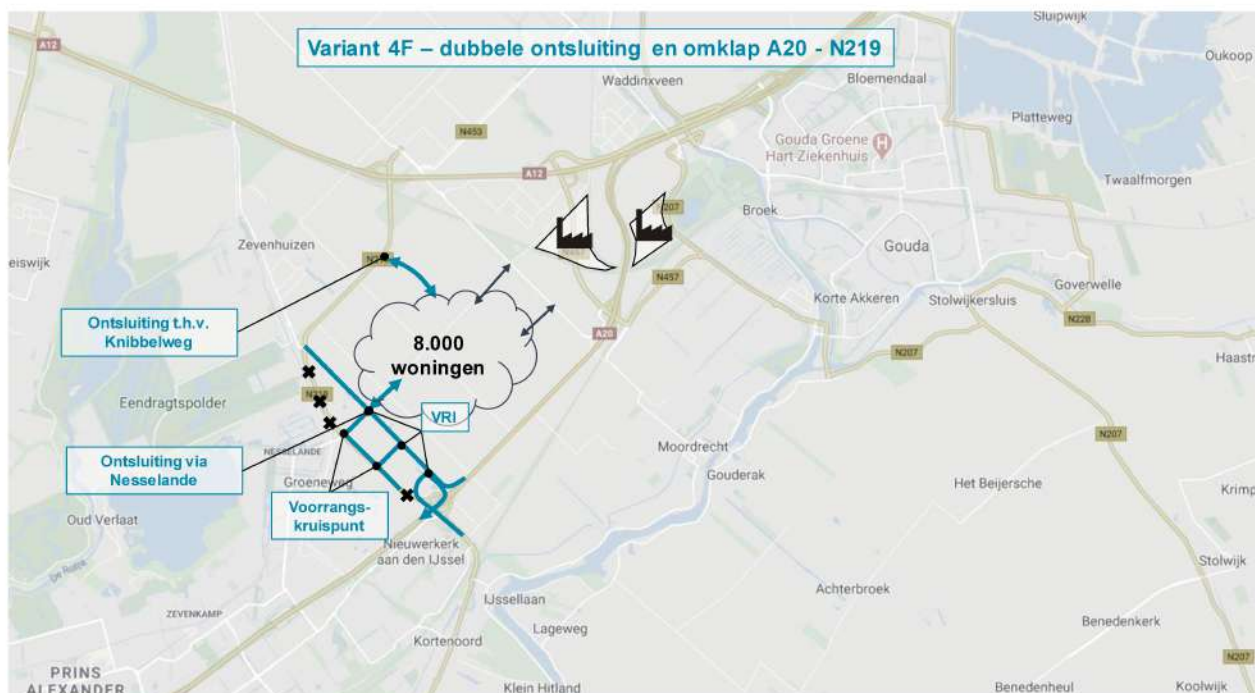 Variant 4F – dubbele ontsluiting en omklap A20 - N219
Sluipwijk
Oukoop
A12
Waddinxveen
Bloemendaal
Platteweg
N453
Gouda Groene
Hart Ziekenhuis
H
A12
Twaalfmorgen
N207
Broek
Zevenhuizen
Gouda
eiswijk
N457
Goverwelle
Korte Akkeren
Stolwijkersluis
Ontsluiting t.h.v.
Knibbelweg
N228
A20
8.000
woningen
N207
Haastr
Eendragtspolder
N219
VRI
N207
Moordrecht
NESSELANDE
Ontsluiting via
Nesselande
Gouderak
Groeneweg
Het Beijersche
Krimp
Voorrangs-
kruispunt
Oud Verlaat
Nieuwerkerk
aan den IJssel
Stolwijk
De Rotte
Achterbroek
IJssellaan
ZEVENKAMP
Lageweg
Benedenkerk
Kortenoord
N207
PRINS
ALEXANDER
Klein Hitland
Benedenheul
Koolwijk